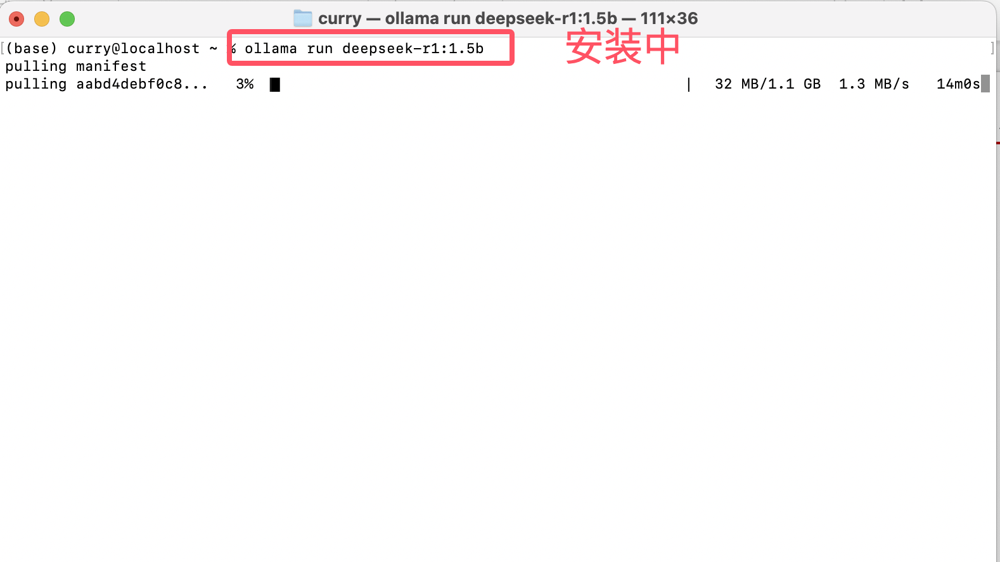 curry — ollama run deepseek-r1:1.5b — 111×36
(base) curry@localhost ~ % ollama run deepseek-r1:1.5b
安装中
pulling manifest
pulling aabd4debf0c8... 3% | 32 MB/1.1 GB 1.3 MB/s 14m0s